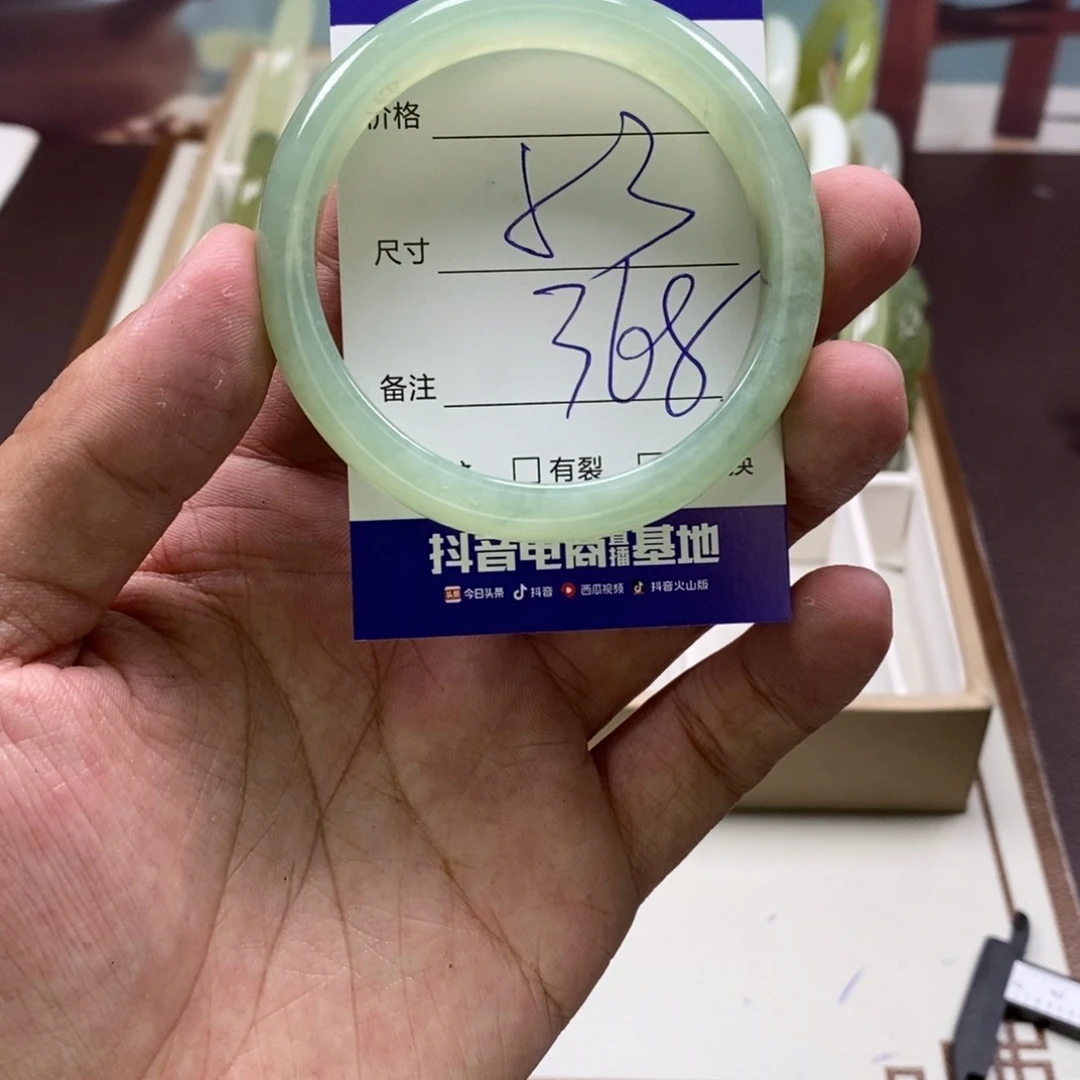 价格
尺寸
368
备注
有裂
抖音电商直播基地
今日头条 抖音 西瓜视频 抖音火山版